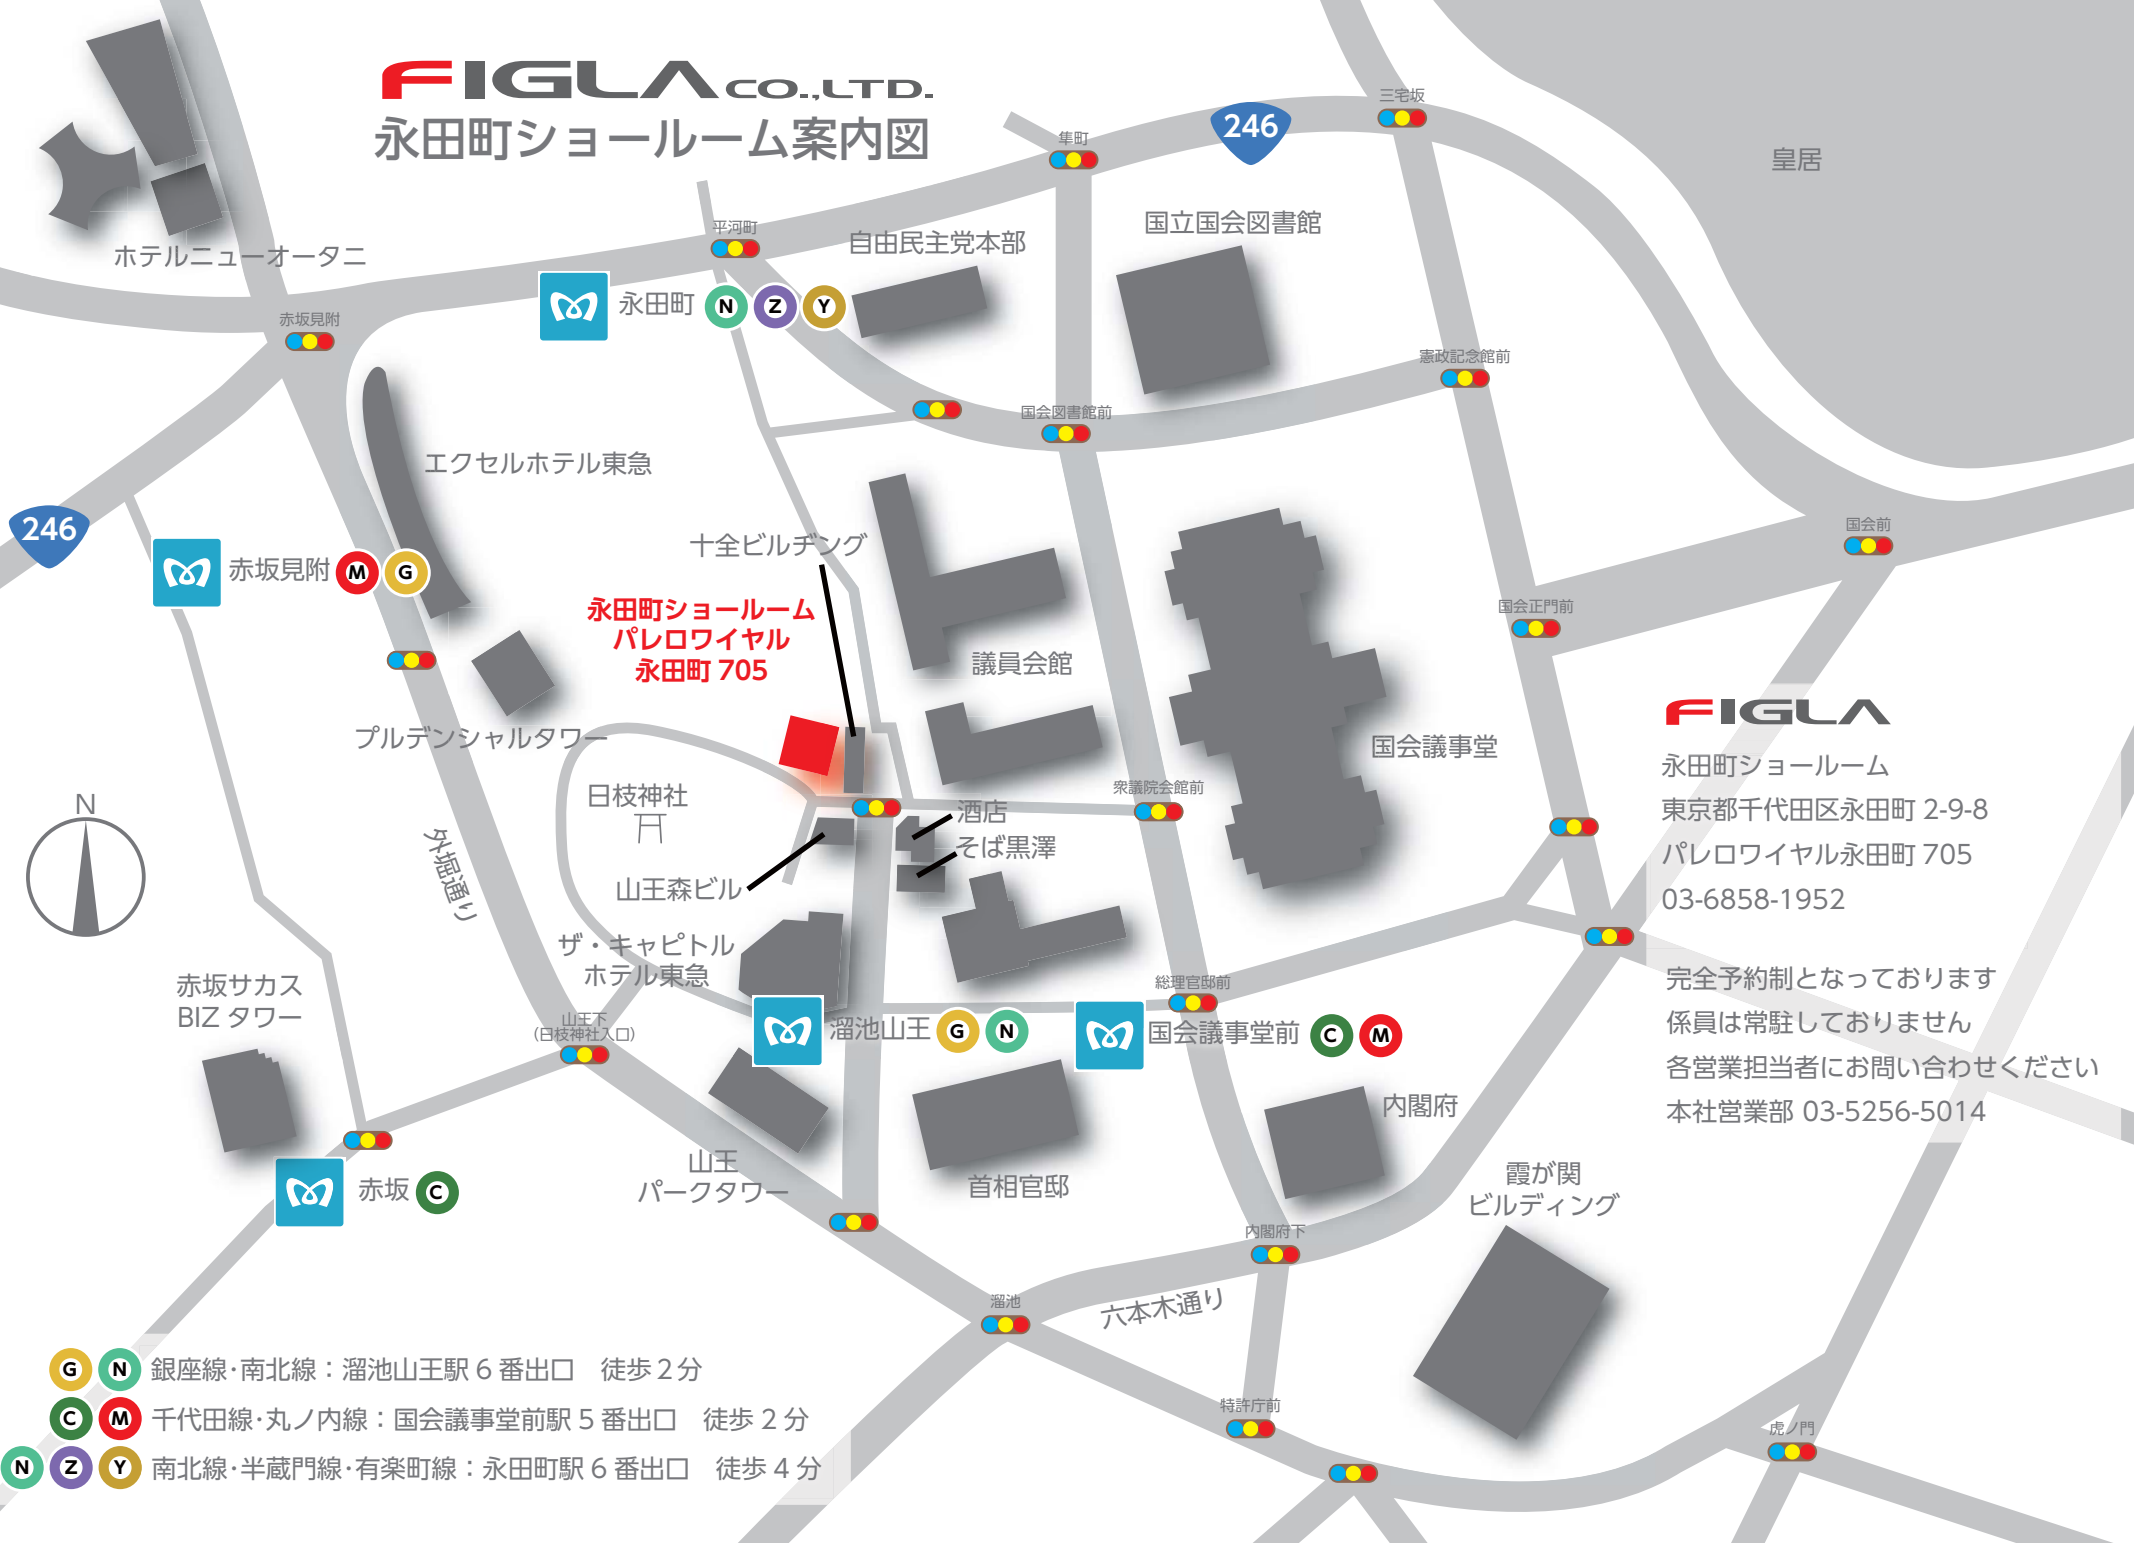 FIGLA CO.,LTD.
永田町ショールーム案内図
三宅坂
246
隼町
皇居
国立国会図書館
平河町
自由民主党本部
ホテルニューオータニ
永田町 N Z Y
赤坂見附
憲政記念館前
国会図書館前
エクセルホテル東急
246
国会前
十全ビルヂング
赤坂見附 M G
永田町ショールーム
パレロワイヤル
永田町 705
国会正門前
議員会館
プルデンシャルタワー
国会議事堂
衆議院会館前
日枝神社
酒店
そば黒澤
N
外堀通り
山王森ビル
ザ・キャピトル
ホテル東急
赤坂サカス
BIZ タワー
総理官邸前
山王下
(日枝神社入口)
溜池山王 G N
国会議事堂前 C M
内閣府
山王
パークタワー
首相官邸
赤坂 C
霞が関
ビルディング
内閣府下
溜池
六本木通り
特許庁前
虎ノ門
FIGLA
永田町ショールーム
東京都千代田区永田町 2-9-8
パレロワイヤル永田町 705
03-6858-1952
完全予約制となっております
係員は常駐しておりません
各営業担当者にお問い合わせください
本社営業部 03-5256-5014
G N 銀座線・南北線：溜池山王駅 6 番出口　徒歩 2 分
C M 千代田線・丸ノ内線：国会議事堂前駅 5 番出口　徒歩 2 分
N Z Y 南北線・半蔵門線・有楽町線：永田町駅 6 番出口　徒歩 4 分